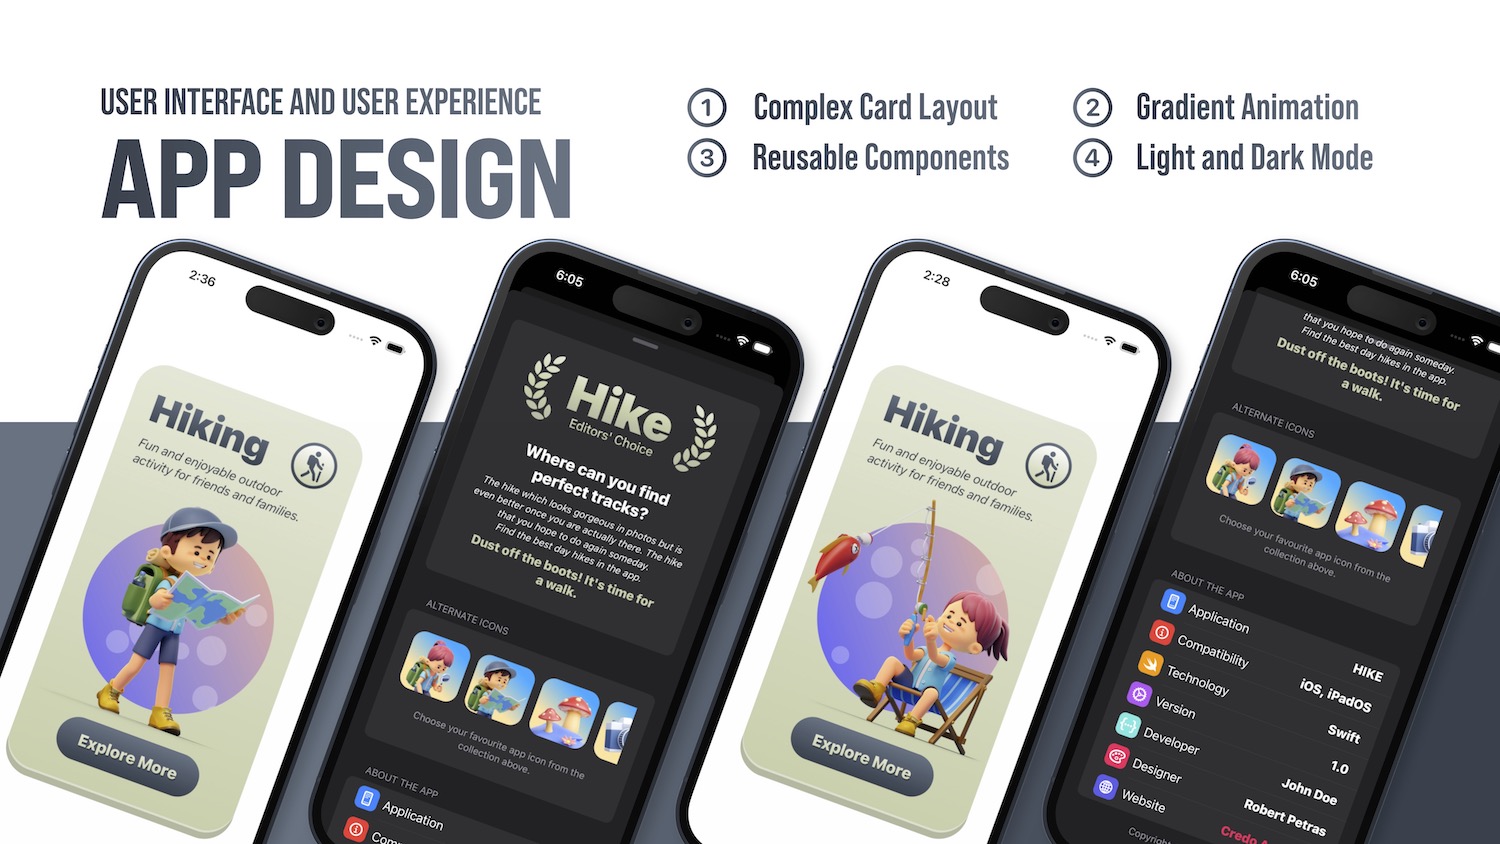 USER INTERFACE AND USER EXPERIENCE
APP DESIGN
1 Complex Card Layout
2 Gradient Animation
3 Reusable Components
4 Light and Dark Mode
2:36
Hiking
Fun and enjoyable outdoor
activity for friends and families.
Explore More
6:05
Hike
Editors' Choice
Where can you find
perfect tracks?
The hike which looks gorgeous in photos but is
even better once you are actually there. The hike
that you hope to do again someday.
Find the best day hikes in the app.
Dust off the boots! It's time for
a walk.
ALTERNATE ICONS
Choose your favourite app icon from the
collection above.
ABOUT THE APP
Application
2:28
Hiking
Fun and enjoyable outdoor
activity for friends and families.
Explore More
6:05
that you hope to do again someday.
Find the best day hikes in the app.
Dust off the boots! It's time for
a walk.
ALTERNATE ICONS
Choose your favourite app icon from the
collection above.
ABOUT THE APP
Application HIKE
Compatibility iOS, iPadOS
Technology Swift
Version 1.0
Developer John Doe
Designer Robert Petras
Website Credo
Copyright